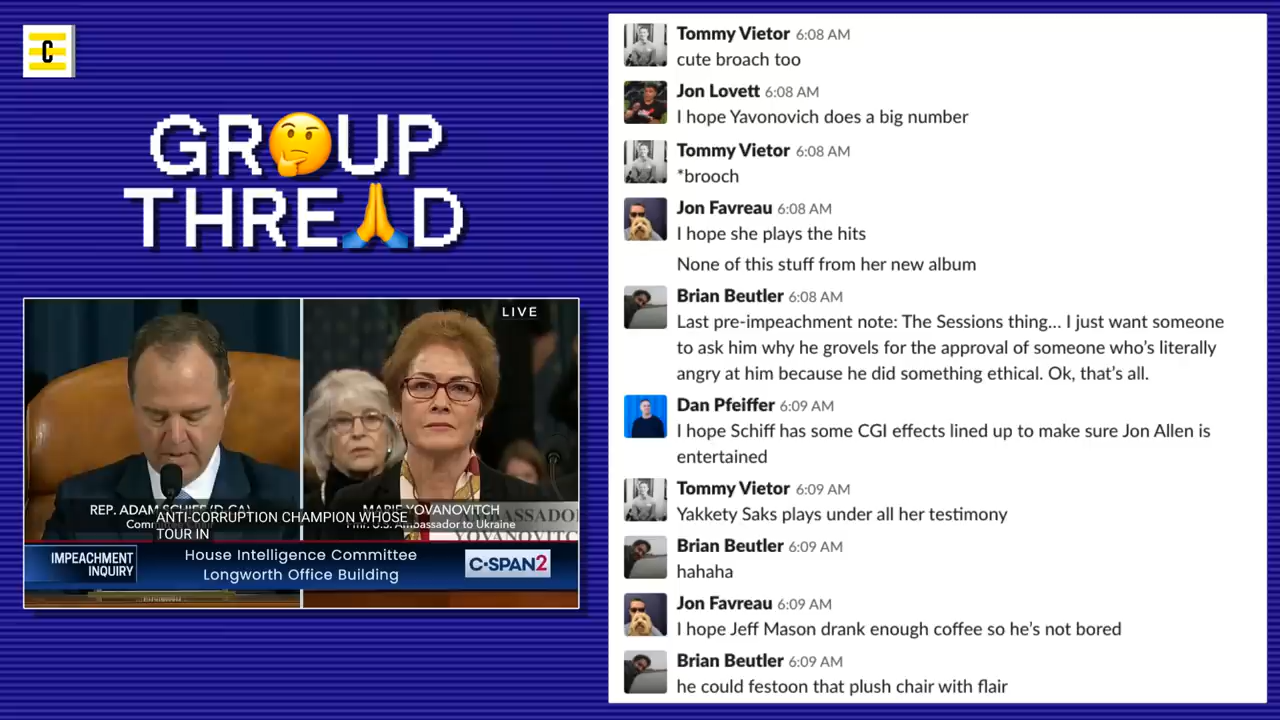 C
GROUP
THREAD
LIVE
REP. ADAM SCHIFF (D-CA)
MARIE YOVANOVITCH
Fmr. U.S. Ambassador to Ukraine
ANTI-CORRUPTION CHAMPION WHOSE
TOUR IN
YOVANOVITC
IMPEACHMENT
INQUIRY
House Intelligence Committee
Longworth Office Building
C-SPAN2
Tommy Vietor 6:08 AM
cute broach too
Jon Lovett 6:08 AM
I hope Yavonovich does a big number
Tommy Vietor 6:08 AM
*brooch
Jon Favreau 6:08 AM
I hope she plays the hits
None of this stuff from her new album
Brian Beutler 6:08 AM
Last pre-impeachment note: The Sessions thing... I just want someone
to ask him why he grovels for the approval of someone who's literally
angry at him because he did something ethical. Ok, that's all.
Dan Pfeiffer 6:09 AM
I hope Schiff has some CGI effects lined up to make sure Jon Allen is
entertained
Tommy Vietor 6:09 AM
Yakkety Saks plays under all her testimony
Brian Beutler 6:09 AM
hahaha
Jon Favreau 6:09 AM
I hope Jeff Mason drank enough coffee so he's not bored
Brian Beutler 6:09 AM
he could festoon that plush chair with flair